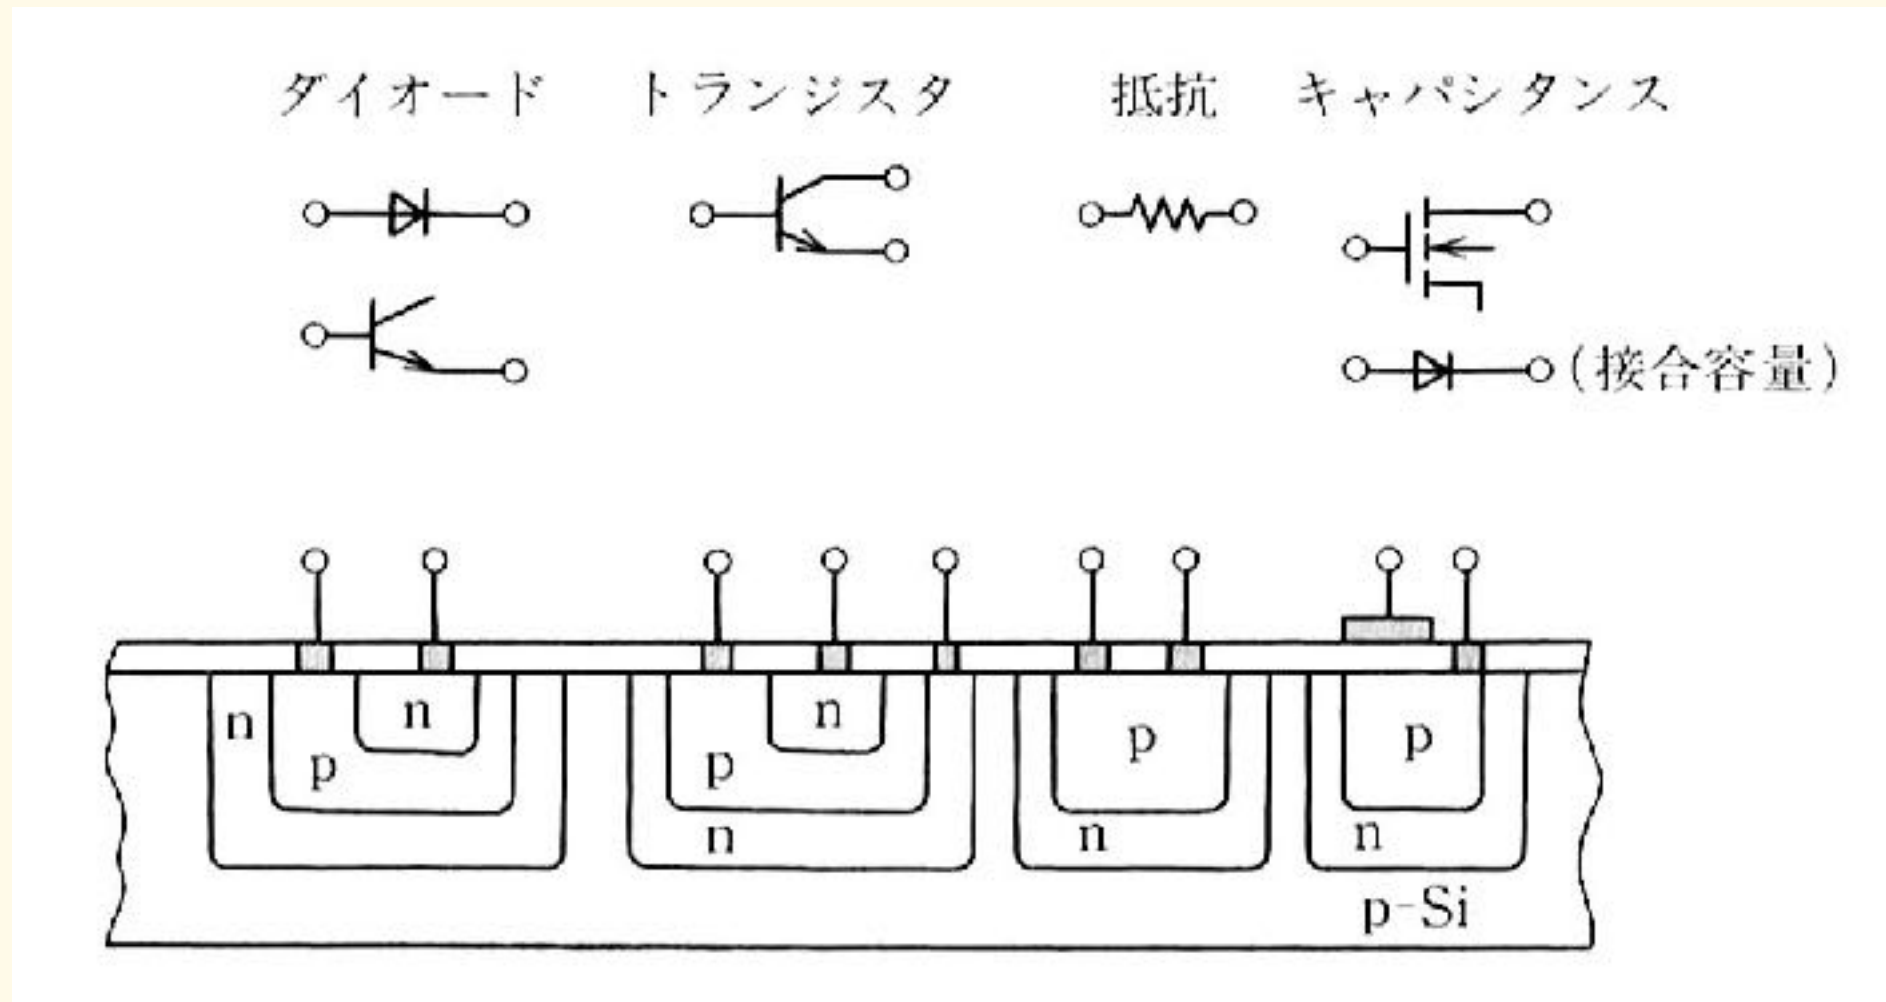 ダイオード トランジスタ 抵抗 キャパシタンス
(接合容量)
n n p
p n n
p n
p n
p-Si